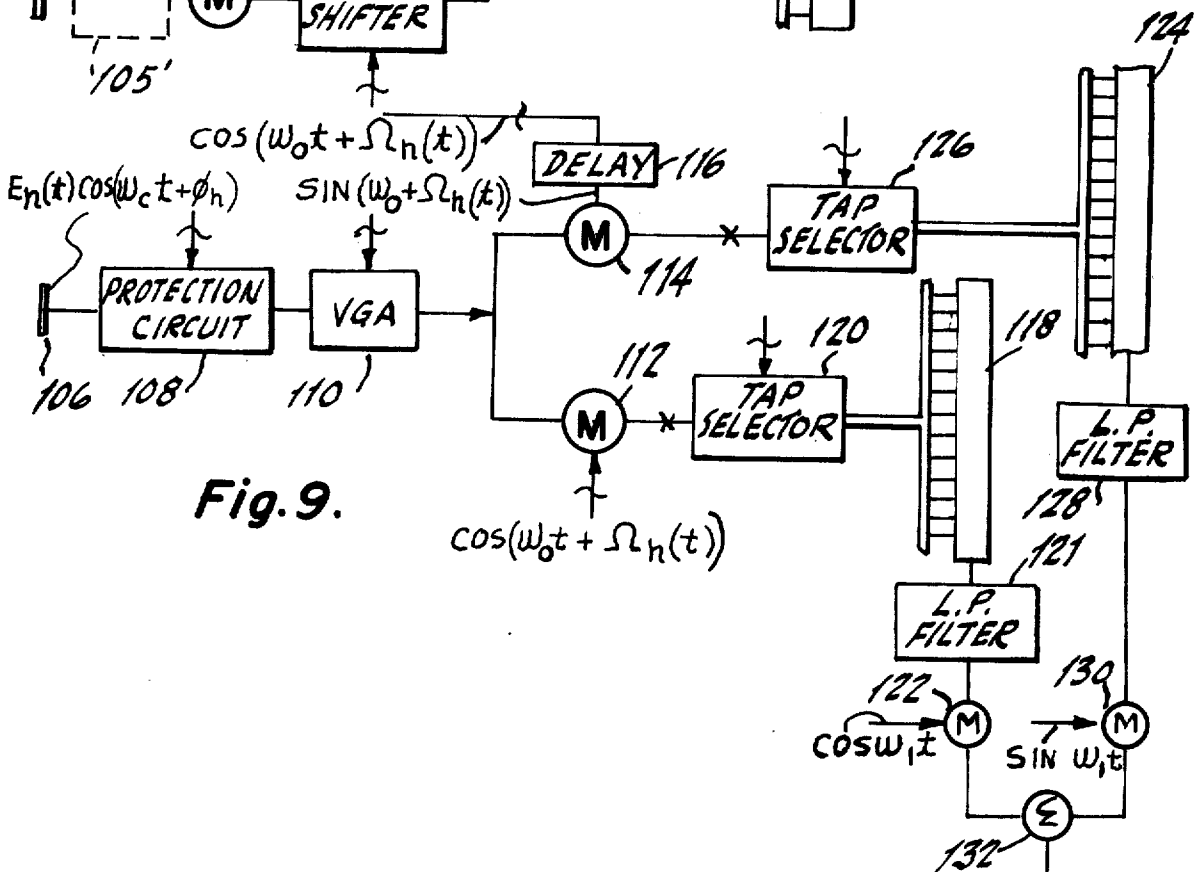 M
SHIFTER
'105'
124
cos(ω₀t + Ωₙ(t))
DELAY
116
126
Eₙ(t)cos(ω_c t+φₙ)
SIN(ω₀+Ωₙ(t))
TAP
SELECTOR
M
114
PROTECTION
CIRCUIT
VGA
106
108
110
112
M
120
TAP
SELECTOR
118
L.P.
FILTER
128
Fig. 9.
cos(ω₀t + Ωₙ(t))
121
L.P.
FILTER
122
130
M
M
cosω₁t
SIN ω₁t
Σ
132